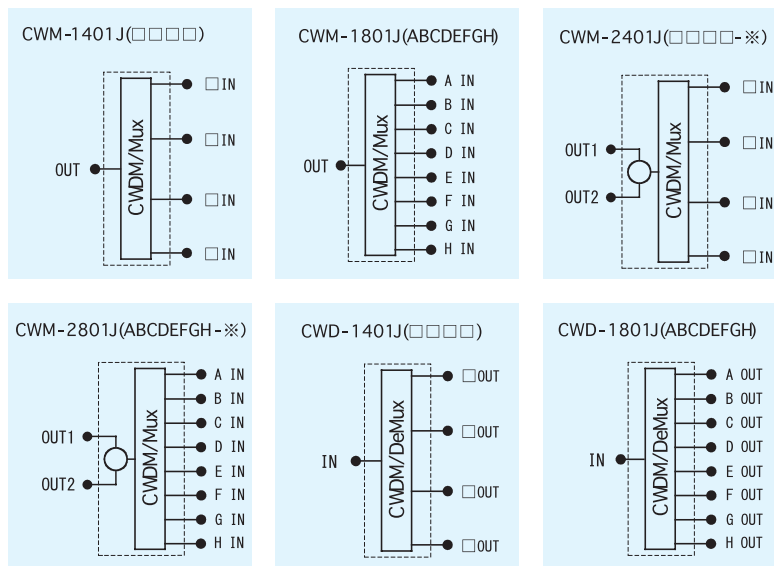 CWM-1401J(□□□□)
□IN
□IN
OUT
CWDM/Mux
□IN
□IN
CWM-1801J(ABCDEFGH)
A IN
B IN
C IN
D IN
OUT
CWDM/Mux
E IN
F IN
G IN
H IN
CWM-2401J(□□□□-※)
□IN
□IN
OUT1
OUT2
CWDM/Mux
□IN
□IN
CWM-2801J(ABCDEFGH-※)
A IN
B IN
C IN
OUT1
D IN
CWDM/Mux
E IN
OUT2
F IN
G IN
H IN
CWD-1401J(□□□□)
□OUT
□OUT
IN
CWDM/DeMux
□OUT
□OUT
CWD-1801J(ABCDEFGH)
A OUT
B OUT
C OUT
D OUT
IN
CWDM/DeMux
E OUT
F OUT
G OUT
H OUT